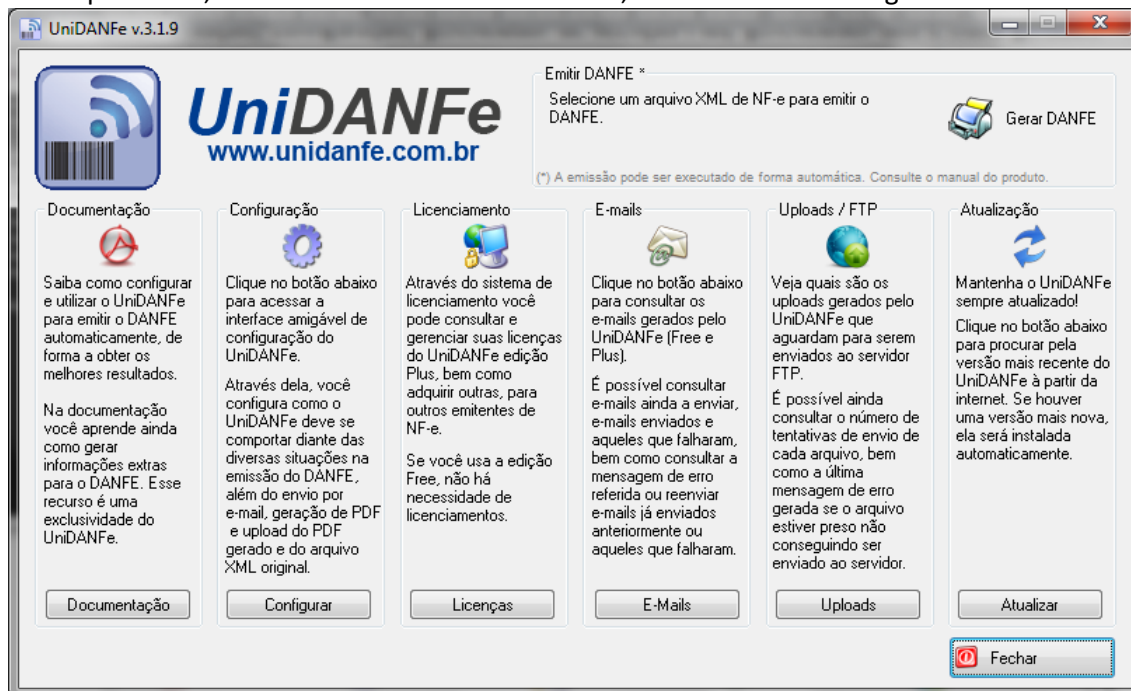 UniDANFe v.3.1.9
UniDANFe
www.unidanfe.com.br
Emitir DANFE *
Selecione um arquivo XML de NF-e para emitir o
DANFE.
Gerar DANFE
(*) A emissão pode ser executado de forma automática. Consulte o manual do produto.
Documentação
Saiba como configurar
e utilizar o UniDANFe
para emitir o DANFE
automaticamente, de
forma a obter os
melhores resultados.
Na documentação
você aprende ainda
como gerar
informações extras
para o DANFE. Esse
recurso é uma
exclusividade do
UniDANFe.
Documentação
Configuração
Clique no botão abaixo
para acessar a
interface amigável de
configuração do
UniDANFe.
Através dela, você
configura como o
UniDANFe deve se
comportar diante das
diversas situações na
emissão do DANFE,
além do envio por
e-mail, geração de PDF
e upload do PDF
gerado e do arquivo
XML original.
Configurar
Licenciamento
Através do sistema de
licenciamento você
pode consultar e
gerenciar suas licenças
do UniDANFe edição
Plus, bem como
adquirir outras, para
outros emitentes de
NF-e.
Se você usa a edição
Free, não há
necessidade de
licenciamentos.
Licenças
E-mails
Clique no botão abaixo
para consultar os
e-mails gerados pelo
UniDANFe (Free e
Plus).
É possível consultar
e-mails ainda a enviar,
e-mails enviados e
aqueles que falharam,
bem como consultar a
mensagem de erro
referida ou reenviar
e-mails já enviados
anteriormente ou
aqueles que falharam.
E-Mails
Uploads / FTP
Veja quais são os
uploads gerados pelo
UniDANFe que
aguardam para serem
enviados ao servidor
FTP.
É possível ainda
consultar o número de
tentativas de envio de
cada arquivo, bem
como a última
mensagem de erro
gerada se o arquivo
estiver preso não
conseguindo ser
enviado ao servidor.
Uploads
Atualização
Mantenha o UniDANFe
sempre atualizado!
Clique no botão abaixo
para procurar pela
versão mais recente do
UniDANFe à partir da
internet. Se houver
uma versão mais nova,
ela será instalada
automaticamente.
Atualizar
Fechar